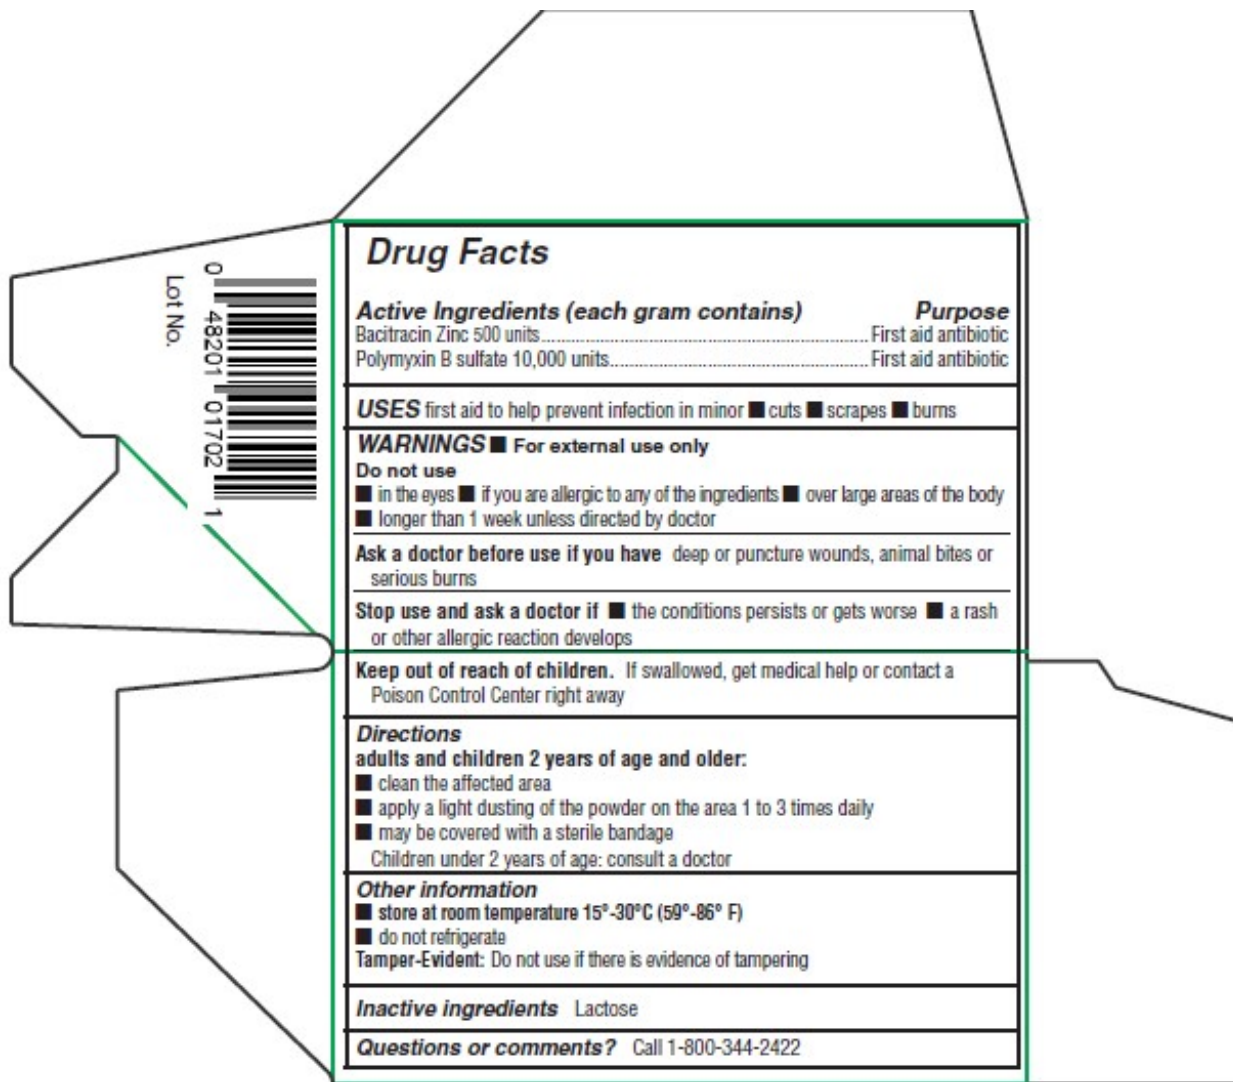 Lot No.
0 48201 01702 1
Drug Facts
Active Ingredients (each gram contains) Purpose
Bacitracin Zinc 500 units.......................................................................First aid antibiotic
Polymyxin B sulfate 10,000 units........................................................First aid antibiotic
USES first aid to help prevent infection in minor ■ cuts ■ scrapes ■ burns
WARNINGS ■ For external use only
Do not use
■ in the eyes ■ if you are allergic to any of the ingredients ■ over large areas of the body
■ longer than 1 week unless directed by doctor
Ask a doctor before use if you have deep or puncture wounds, animal bites or
serious burns
Stop use and ask a doctor if ■ the conditions persists or gets worse ■ a rash
or other allergic reaction develops
Keep out of reach of children. If swallowed, get medical help or contact a
Poison Control Center right away
Directions
adults and children 2 years of age and older:
■ clean the affected area
■ apply a light dusting of the powder on the area 1 to 3 times daily
■ may be covered with a sterile bandage
Children under 2 years of age: consult a doctor
Other information
■ store at room temperature 15º-30ºC (59º-86º F)
■ do not refrigerate
Tamper-Evident: Do not use if there is evidence of tampering
Inactive ingredients Lactose
Questions or comments? Call 1-800-344-2422